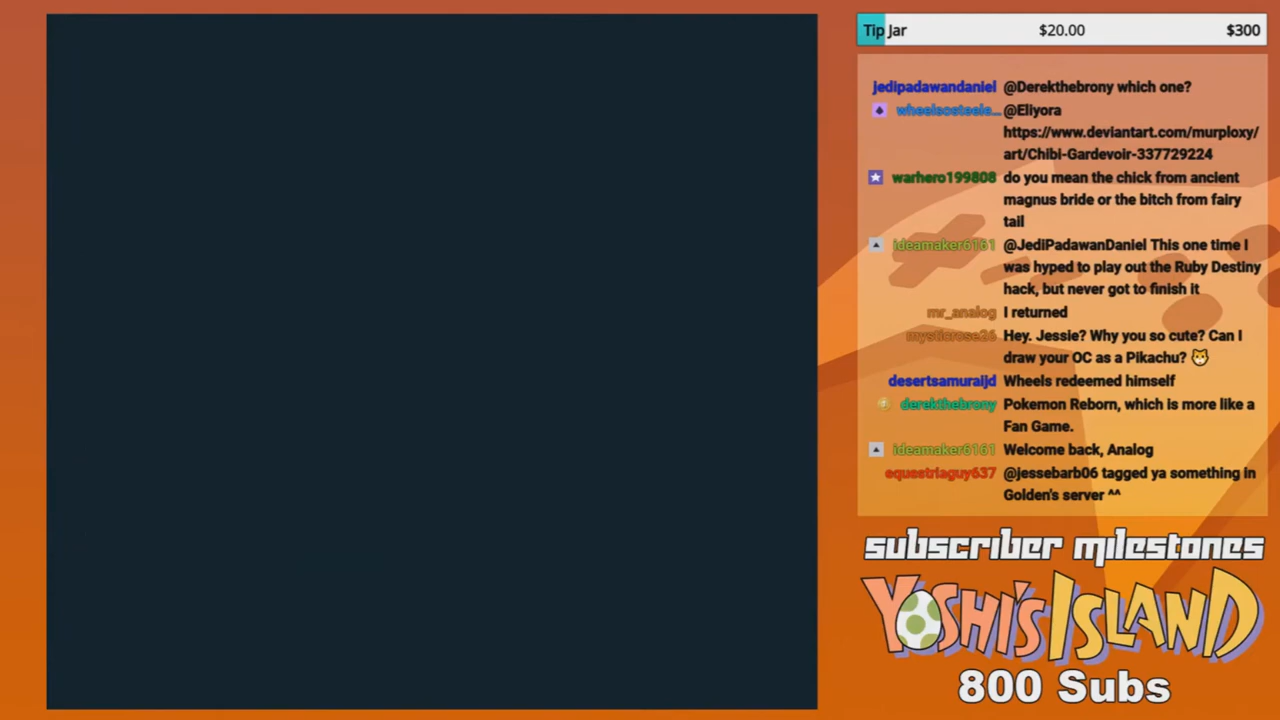 Tip Jar $20.00 $300
jedipadawandaniel @Derekthebrony which one?
wheelsosteele... @Eliyora
https://www.deviantart.com/murploxy/
art/Chibi-Gardevoir-337729224
warhero199808 do you mean the chick from ancient
magnus bride or the bitch from fairy
tail
ideamaker6161 @JediPadawanDaniel This one time I
was hyped to play out the Ruby Destiny
hack, but never got to finish it
mr_analog I returned
mysticrose26 Hey. Jessie? Why you so cute? Can I
draw your OC as a Pikachu? 🐱
desertsamuraijd Wheels redeemed himself
derekthebrony Pokemon Reborn, which is more like a
Fan Game.
ideamaker6161 Welcome back, Analog
equestriaguy637 @jessebarb06 tagged ya something in
Golden's server ^^
subscriber milestones
YOSHI'S ISLAND
800 Subs